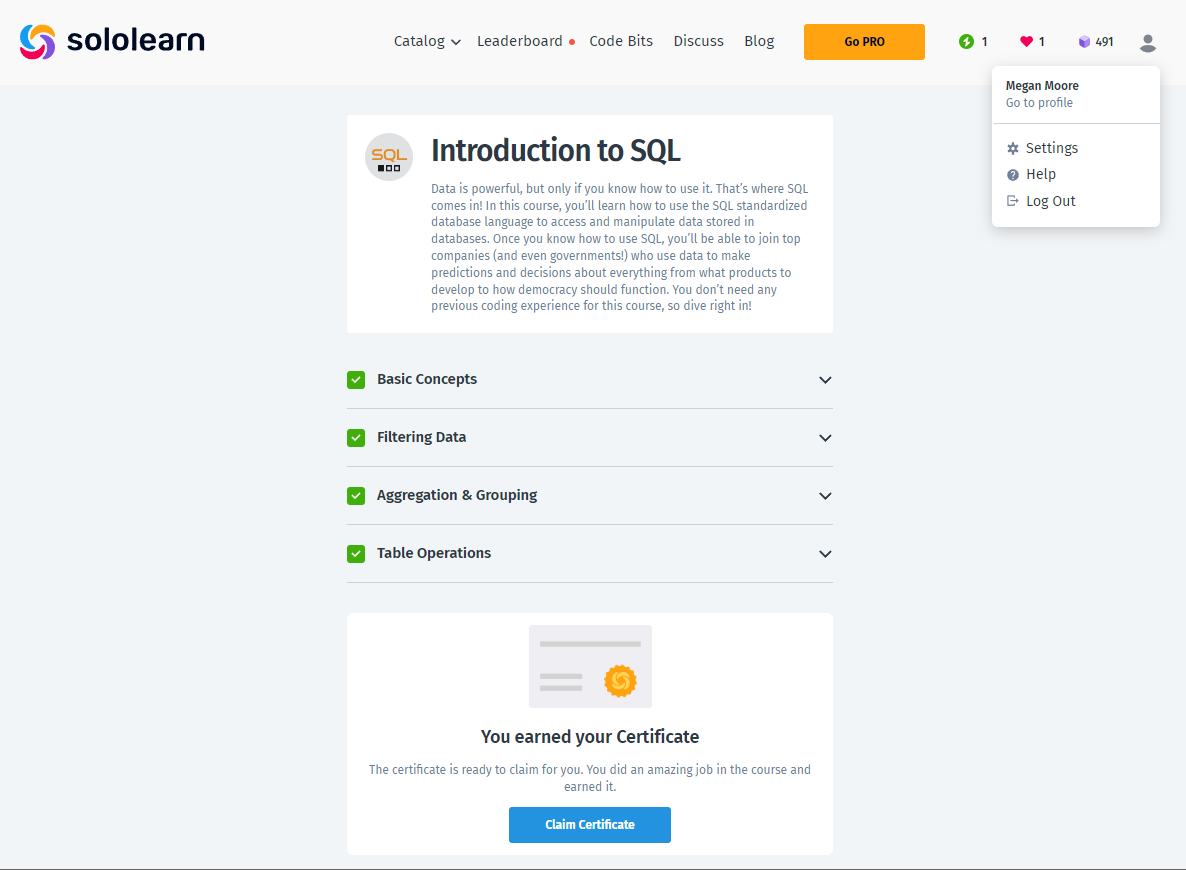 sololearn
Catalog Leaderboard Code Bits Discuss Blog Go PRO 1 1 491
Megan Moore
Go to profile
Settings
Help
Log Out
SQL
Introduction to SQL
Data is powerful, but only if you know how to use it. That’s where SQL
comes in! In this course, you’ll learn how to use the SQL standardized
database language to access and manipulate data stored in
databases. Once you know how to use SQL, you’ll be able to join top
companies (and even governments!) who use data to make
predictions and decisions about everything from what products to
develop to how democracy should function. You don’t need any
previous coding experience for this course, so dive right in!
Basic Concepts
Filtering Data
Aggregation & Grouping
Table Operations
You earned your Certificate
The certificate is ready to claim for you. You did an amazing job in the course and
earned it.
Claim Certificate